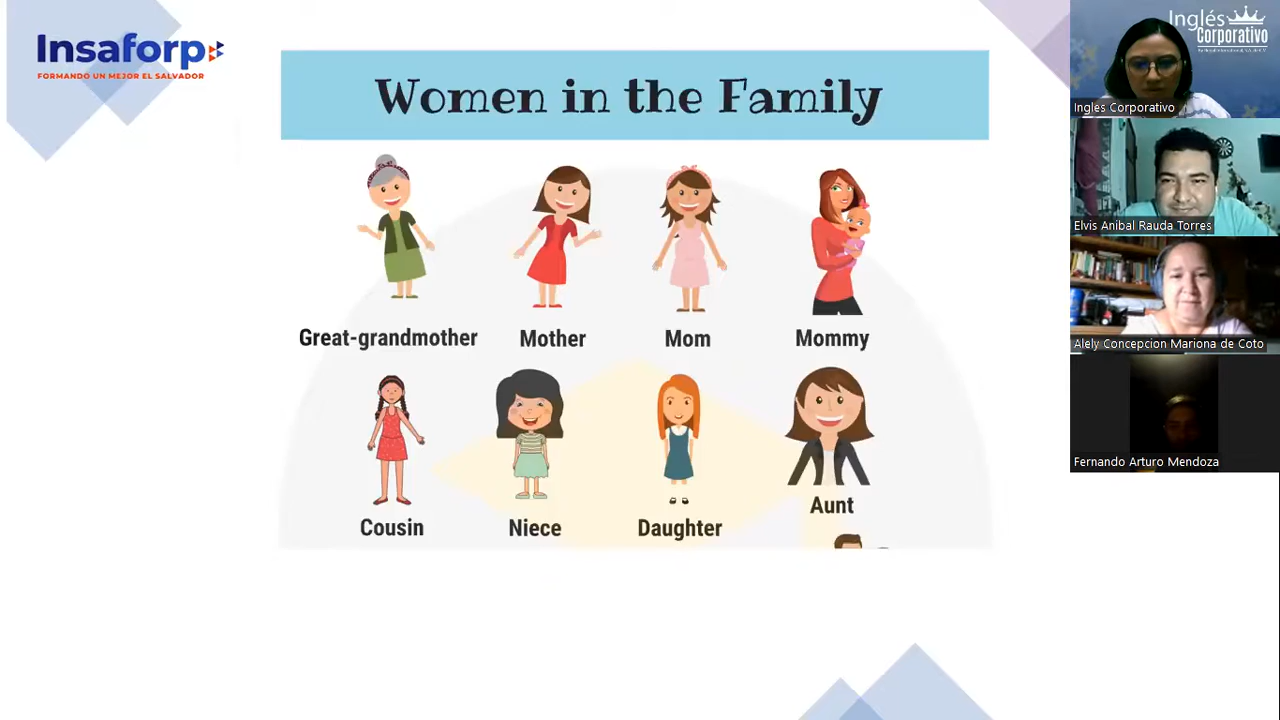 Insaforp
FORMANDO UN MEJOR EL SALVADOR
Women in the Family
Great-grandmother
Mother
Mom
Mommy
Cousin
Niece
Daughter
Aunt
Inglés
Corporativo
Ingles Corporativo
Elvis Anibal Rauda Torres
Alely Concepcion Mariona de Coto
Fernando Arturo Mendoza